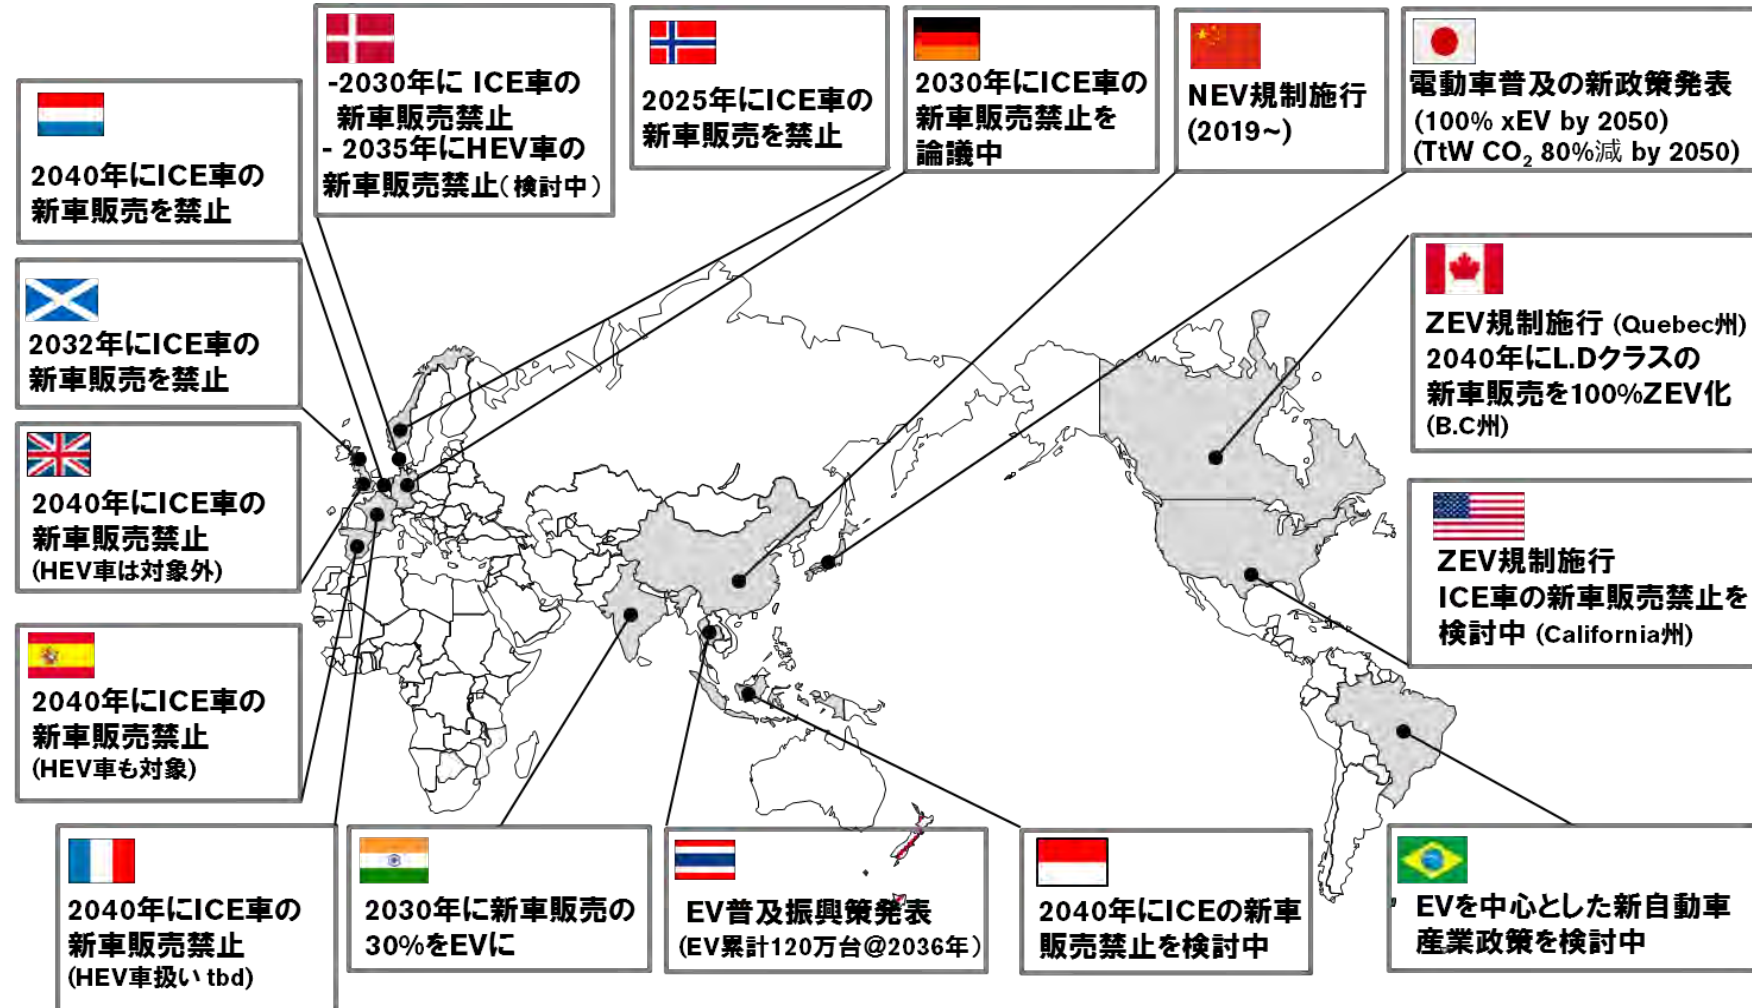 2040年にICE車の
新車販売を禁止
-2030年に ICE車の
新車販売禁止
- 2035年にHEV車の
新車販売禁止(検討中)
2025年にICE車の
新車販売を禁止
2030年にICE車の
新車販売禁止を
論議中
NEV規制施行
(2019~)
電動車普及の新政策発表
(100% xEV by 2050)
(TtW CO₂ 80%減 by 2050)
2032年にICE車の
新車販売を禁止
ZEV規制施行 (Quebec州)
2040年にL.Dクラスの
新車販売を100%ZEV化
(B.C州)
2040年にICE車の
新車販売禁止
(HEV車は対象外)
ZEV規制施行
ICE車の新車販売禁止を
検討中 (California州)
2040年にICE車の
新車販売禁止
(HEV車も対象)
2040年にICE車の
新車販売禁止
(HEV車扱い tbd)
2030年に新車販売の
30%をEVに
EV普及振興策発表
(EV累計120万台@2036年)
2040年にICEの新車
販売禁止を検討中
EVを中心とした新自動車
産業政策を検討中